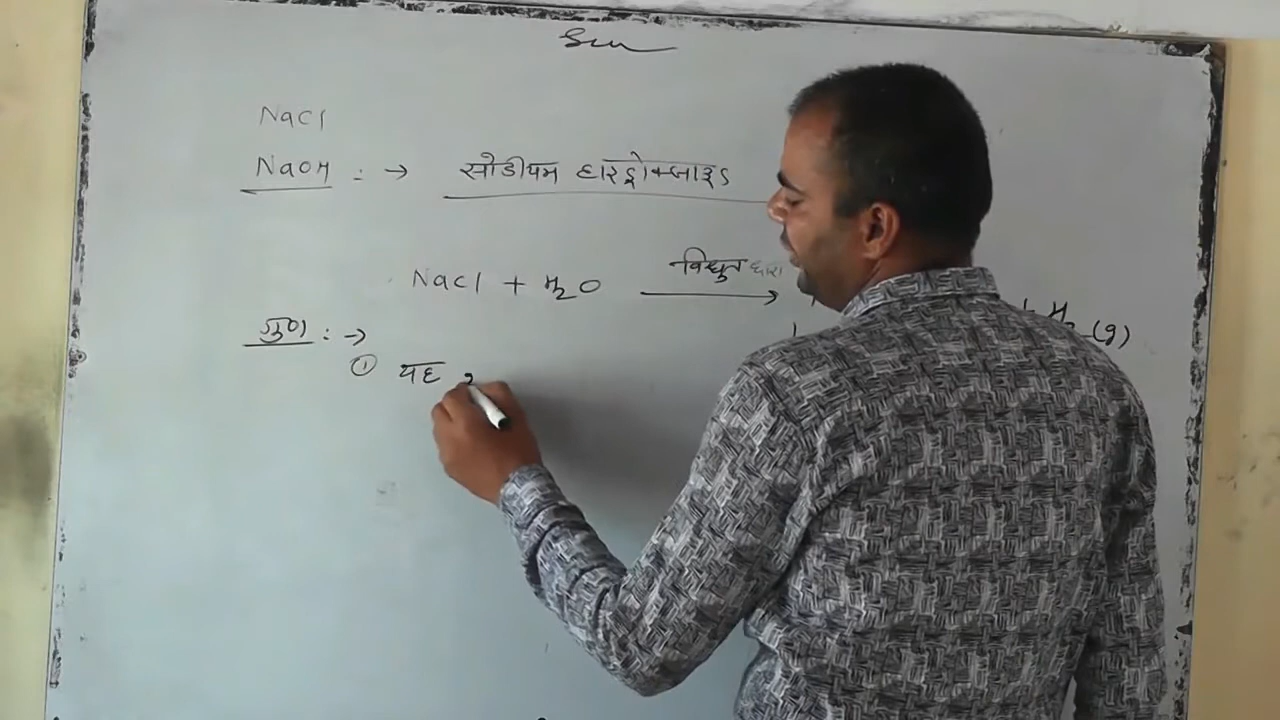 NaCl
NaOH :→ सोडीयम हाइड्रोक्साइड
NaCl + H2O विधुत धारा → + H2 (g)
गुण :→
① यह